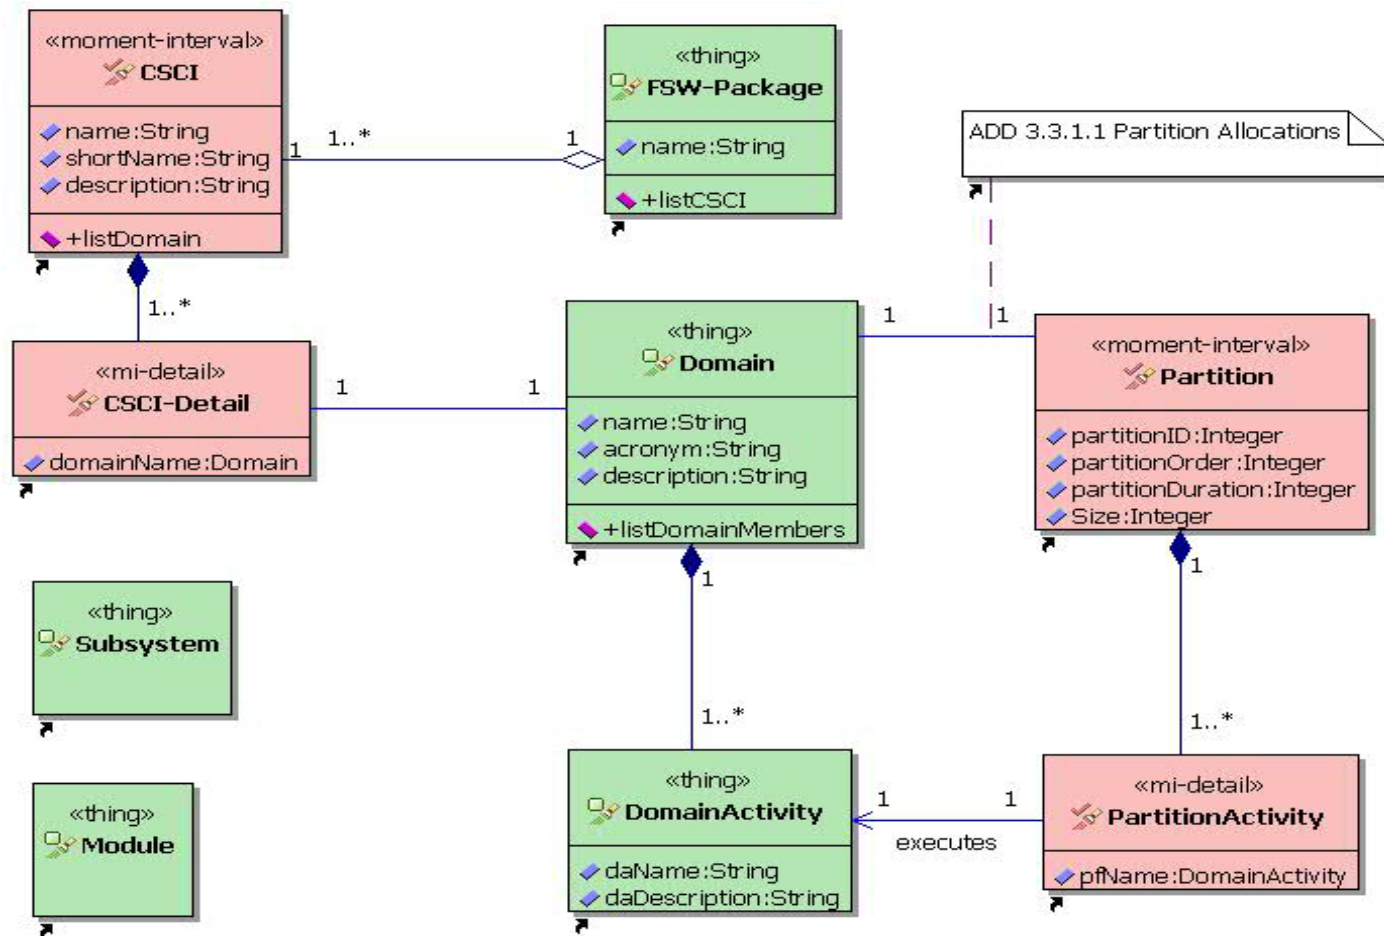 «moment-interval»
CSCI
name:String
shortName:String
description:String
+listDomain
1
1..*
1
«thing»
FSW-Package
name:String
+listCSCI
ADD 3.3.1.1 Partition Allocations
1..*
«mi-detail»
CSCI-Detail
domainName:Domain
1
1
«thing»
Domain
name:String
acronym:String
description:String
+listDomainMembers
1
1
«moment-interval»
Partition
partitionID:Integer
partitionOrder:Integer
partitionDuration:Integer
Size:Integer
1
1
«thing»
Subsystem
1..*
1..*
«thing»
Module
«thing»
DomainActivity
daName:String
daDescription:String
1
1
executes
«mi-detail»
PartitionActivity
pfName:DomainActivity